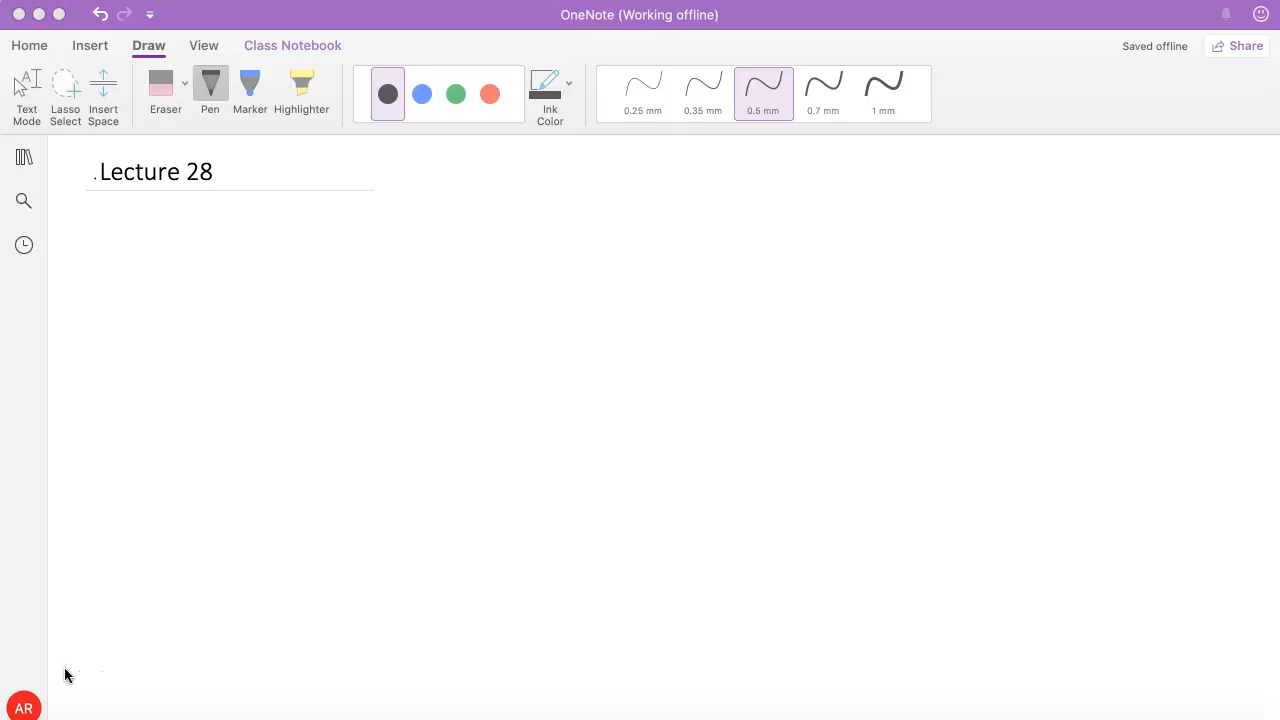 OneNote (Working offline)
Home Insert Draw View Class Notebook Saved offline Share
Text Mode
Lasso Select
Insert Space
Eraser
Pen
Marker
Highlighter
Ink Color
0.25 mm 0.35 mm 0.5 mm 0.7 mm 1 mm
.Lecture 28
AR